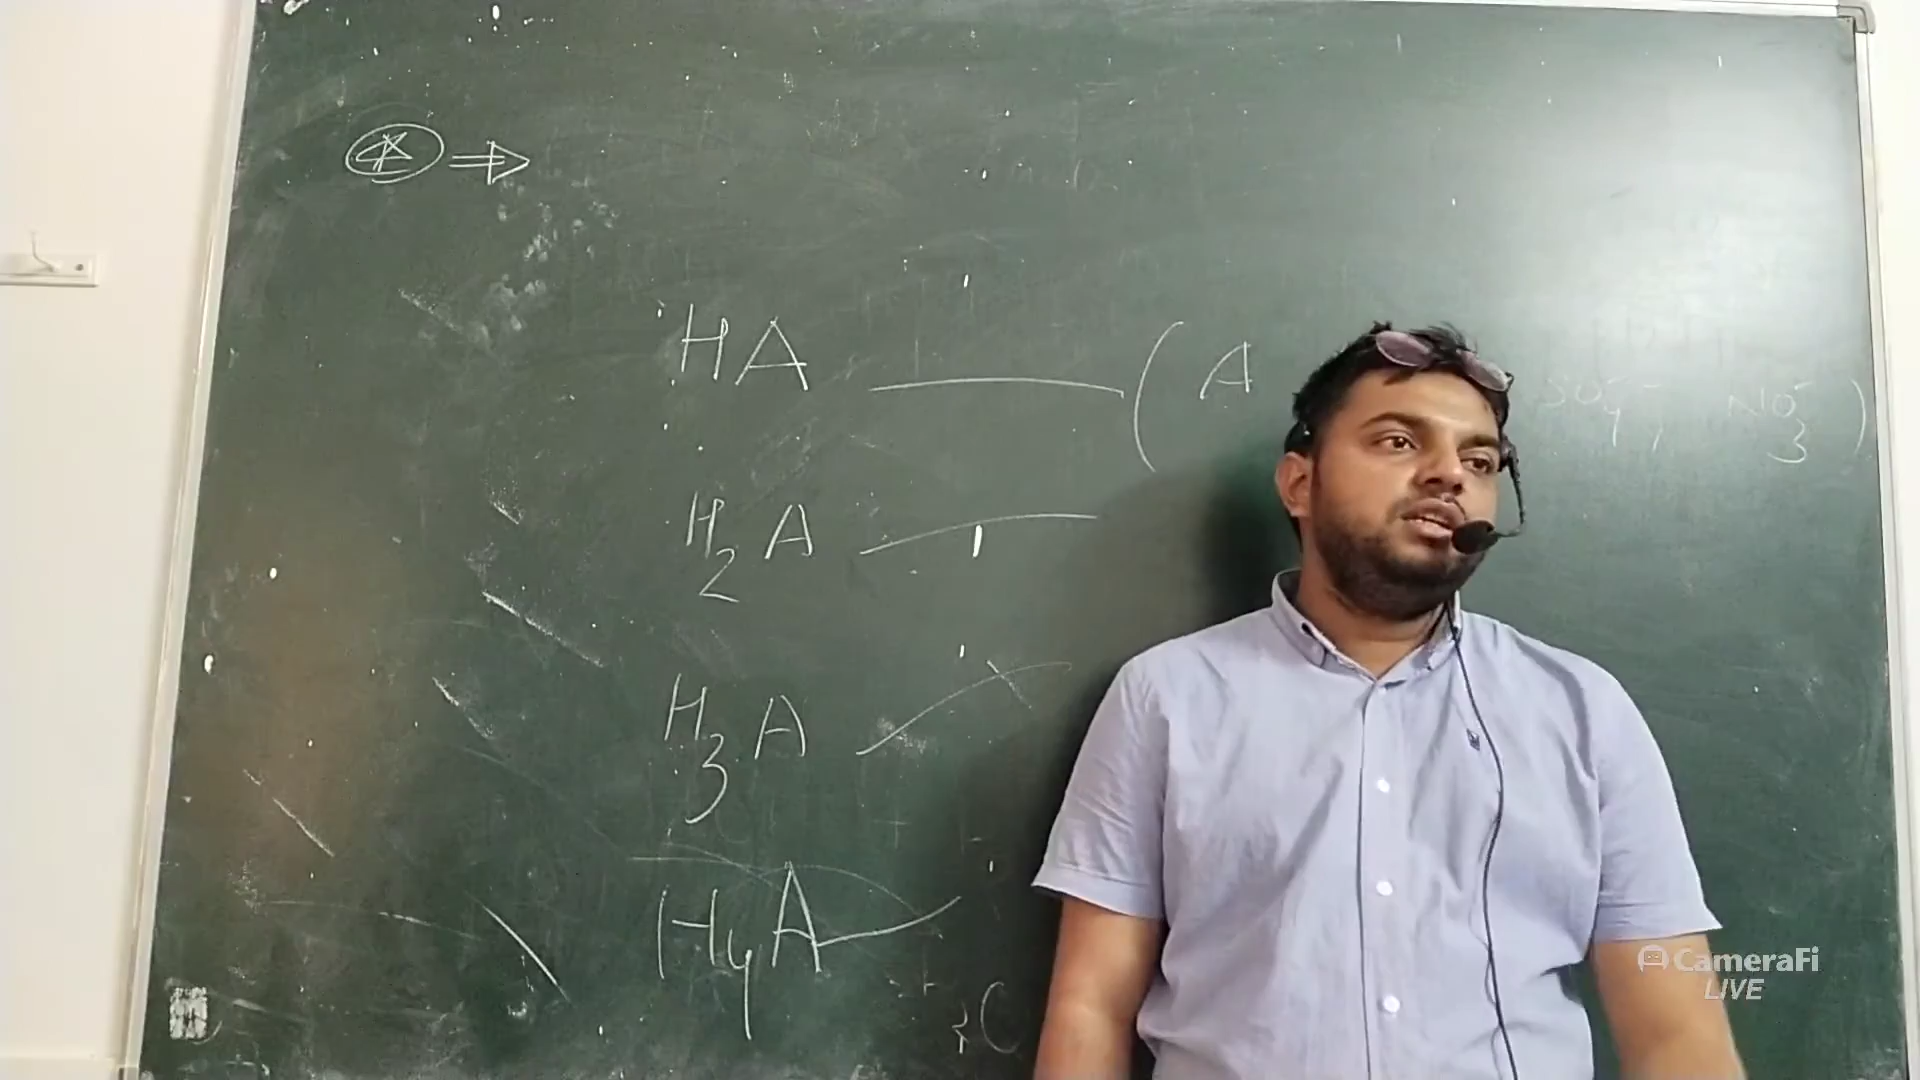 HA — ( A SO₄⁻⁻, NO₃⁻ )
H₂A —
H₃A —
H₄A —
CameraFi
LIVE